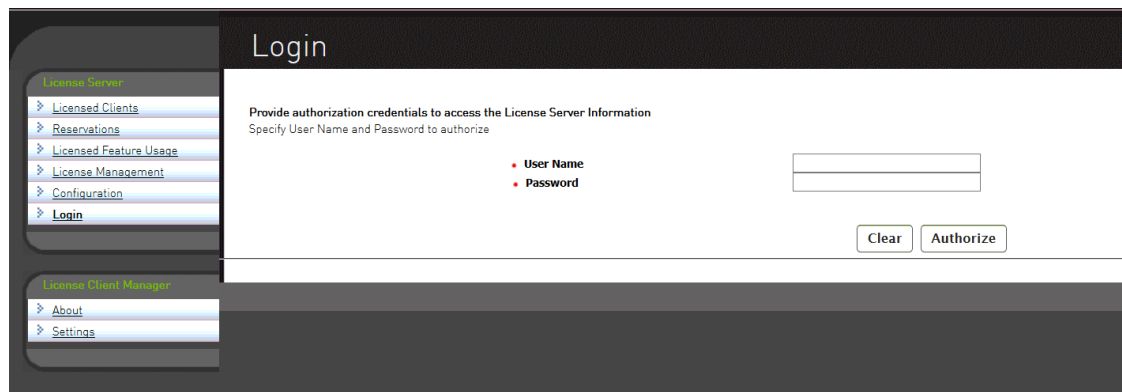 Login
License Server
Licensed Clients
Reservations
Licensed Feature Usage
License Management
Configuration
Login
Provide authorization credentials to access the License Server Information
Specify User Name and Password to authorize
User Name
Password
Clear Authorize
License Client Manager
About
Settings